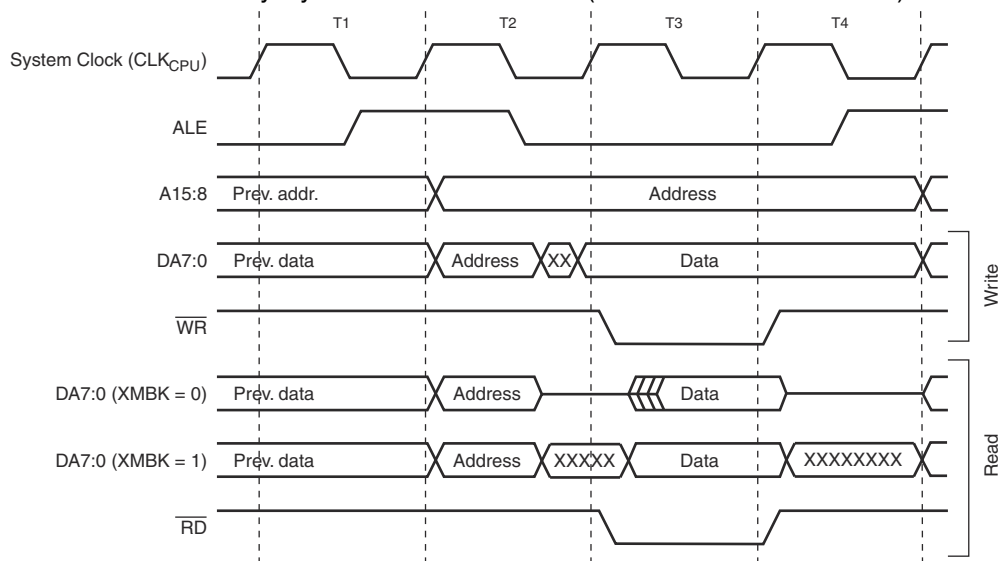 T1 T2 T3 T4
System Clock (CLKCPU)
ALE
A15:8 Prev. addr. Address
DA7:0 Prev. data Address XX Data
WR
Write
DA7:0 (XMBK = 0) Prev. data Address Data
DA7:0 (XMBK = 1) Prev. data Address XXXXX Data XXXXXXXX
RD
Read